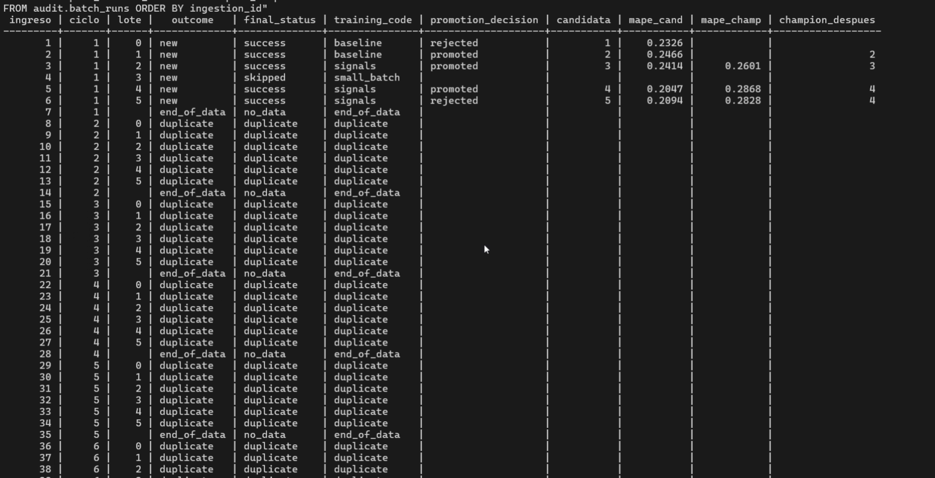 FROM audit.batch_runs ORDER BY ingestion_id"
ingreso | ciclo | lote | outcome | final_status | training_code | promotion_decision | candidata | mape_cand | mape_champ | champion_despues
1 | 1 | 0 | new | success | baseline | rejected | 1 | 0.2326 | |
2 | 1 | 1 | new | success | baseline | promoted | 2 | 0.2466 | | 2
3 | 1 | 2 | new | success | signals | promoted | 3 | 0.2414 | 0.2601 | 3
4 | 1 | 3 | new | skipped | small_batch | | | | |
5 | 1 | 4 | new | success | signals | promoted | 4 | 0.2047 | 0.2868 | 4
6 | 1 | 5 | new | success | signals | rejected | 5 | 0.2094 | 0.2828 | 4
7 | 1 | | end_of_data | no_data | end_of_data | | | | |
8 | 2 | 0 | duplicate | duplicate | duplicate | | | | |
9 | 2 | 1 | duplicate | duplicate | duplicate | | | | |
10 | 2 | 2 | duplicate | duplicate | duplicate | | | | |
11 | 2 | 3 | duplicate | duplicate | duplicate | | | | |
12 | 2 | 4 | duplicate | duplicate | duplicate | | | | |
13 | 2 | 5 | duplicate | duplicate | duplicate | | | | |
14 | 2 | | end_of_data | no_data | end_of_data | | | | |
15 | 3 | 0 | duplicate | duplicate | duplicate | | | | |
16 | 3 | 1 | duplicate | duplicate | duplicate | | | | |
17 | 3 | 2 | duplicate | duplicate | duplicate | | | | |
18 | 3 | 3 | duplicate | duplicate | duplicate | | | | |
19 | 3 | 4 | duplicate | duplicate | duplicate | | | | |
20 | 3 | 5 | duplicate | duplicate | duplicate | | | | |
21 | 3 | | end_of_data | no_data | end_of_data | | | | |
22 | 4 | 0 | duplicate | duplicate | duplicate | | | | |
23 | 4 | 1 | duplicate | duplicate | duplicate | | | | |
24 | 4 | 2 | duplicate | duplicate | duplicate | | | | |
25 | 4 | 3 | duplicate | duplicate | duplicate | | | | |
26 | 4 | 4 | duplicate | duplicate | duplicate | | | | |
27 | 4 | 5 | duplicate | duplicate | duplicate | | | | |
28 | 4 | | end_of_data | no_data | end_of_data | | | | |
29 | 5 | 0 | duplicate | duplicate | duplicate | | | | |
30 | 5 | 1 | duplicate | duplicate | duplicate | | | | |
31 | 5 | 2 | duplicate | duplicate | duplicate | | | | |
32 | 5 | 3 | duplicate | duplicate | duplicate | | | | |
33 | 5 | 4 | duplicate | duplicate | duplicate | | | | |
34 | 5 | 5 | duplicate | duplicate | duplicate | | | | |
35 | 5 | | end_of_data | no_data | end_of_data | | | | |
36 | 6 | 0 | duplicate | duplicate | duplicate | | | | |
37 | 6 | 1 | duplicate | duplicate | duplicate | | | | |
38 | 6 | 2 | duplicate | duplicate | duplicate | | | | |